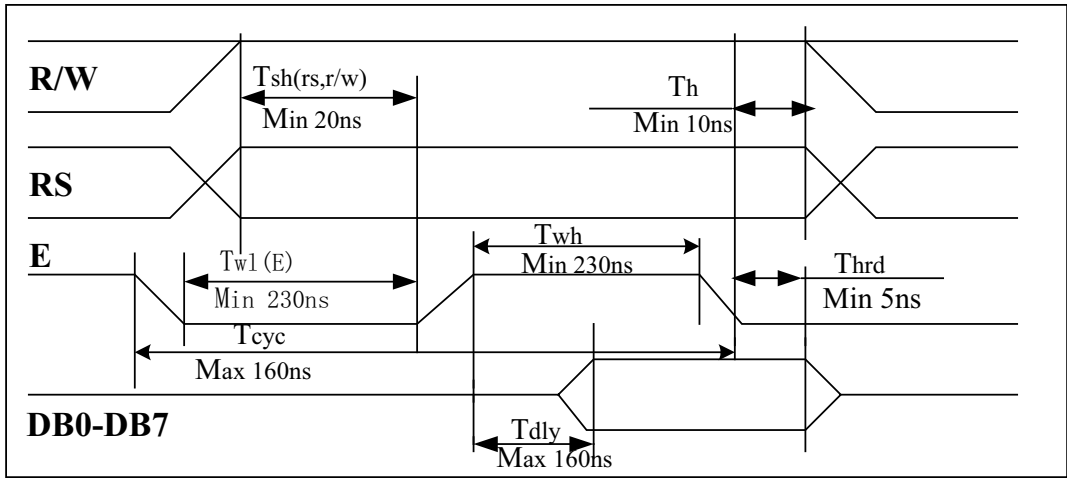 R/W
Tsh(rs,r/w)
Min 20ns
Th
Min 10ns
RS
E
Twl(E)
Min 230ns
Twh
Min 230ns
Thrd
Min 5ns
Tcyc
Max 160ns
DB0-DB7
Tdly
Max 160ns